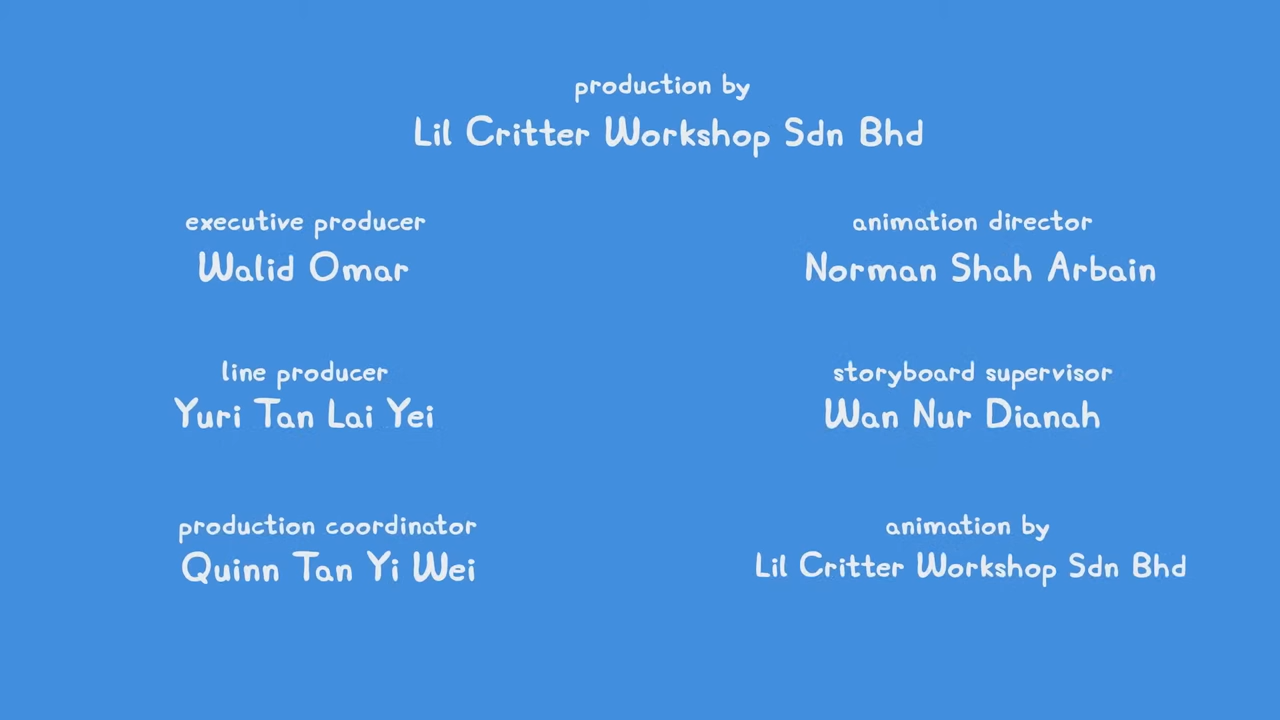 production by
Lil Critter Workshop Sdn Bhd
executive producer
Walid Omar
animation director
Norman Shah Arbain
line producer
Yuri Tan Lai Yei
storyboard supervisor
Wan Nur Dianah
production coordinator
Quinn Tan Yi Wei
animation by
Lil Critter Workshop Sdn Bhd